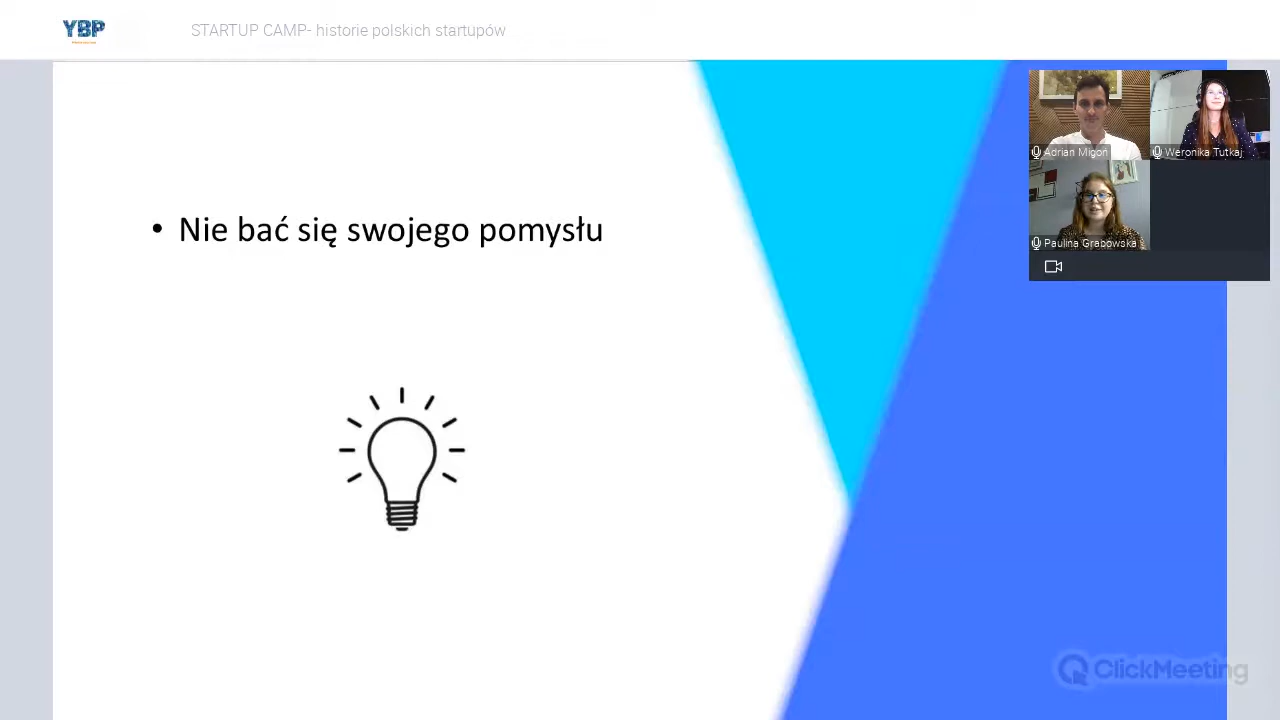 YBP
STARTUP CAMP- historie polskich startupów
Adrian Migoń
Weronika Tutkaj
Paulina Grabowska
• Nie bać się swojego pomysłu
ClickMeeting